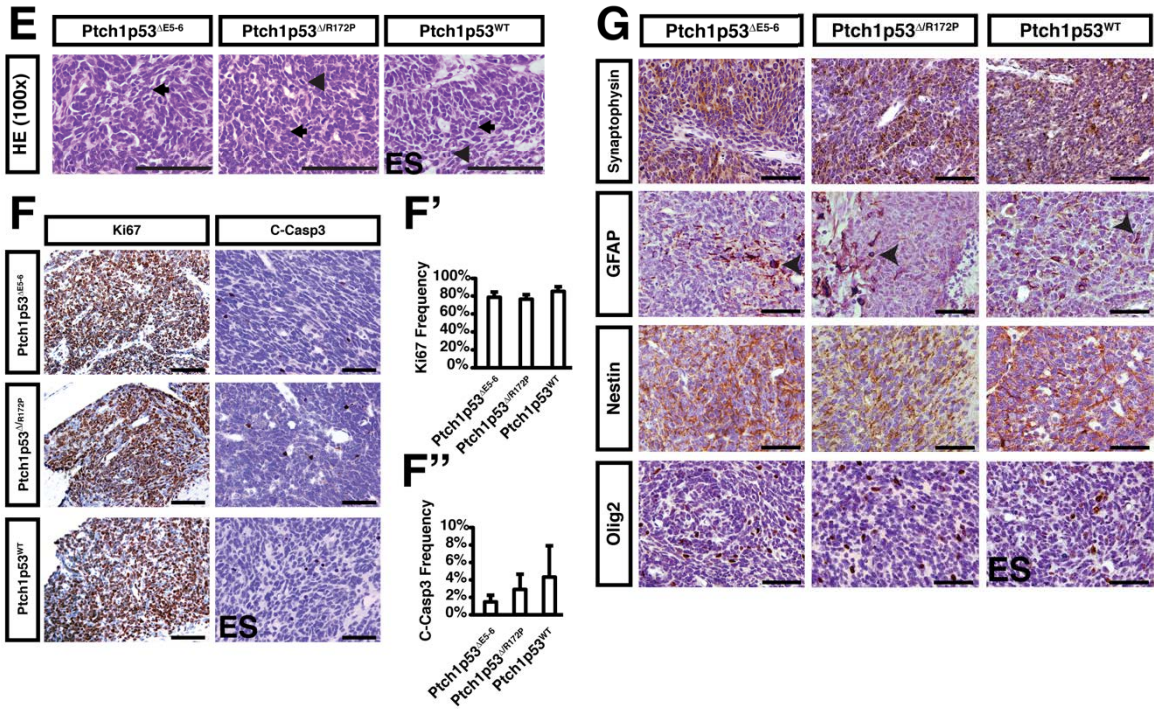 E
Ptch1p53ΔE5-6
Ptch1p53Δ/R172P
Ptch1p53WT
HE (100x)
ES
F
Ki67
C-Casp3
Ptch1p53ΔE5-6
Ptch1p53Δ/R172P
Ptch1p53WT
ES
F'
Ki67 Frequency
100%
80%
60%
40%
20%
0%
Ptch1p53ΔE5-6
Ptch1p53Δ/R172P
Ptch1p53WT
F''
C-Casp3 Frequency
10%
8%
6%
4%
2%
0%
Ptch1p53ΔE5-6
Ptch1p53Δ/R172P
Ptch1p53WT
G
Ptch1p53ΔE5-6
Ptch1p53Δ/R172P
Ptch1p53WT
Synaptophysin
GFAP
Nestin
Olig2
ES